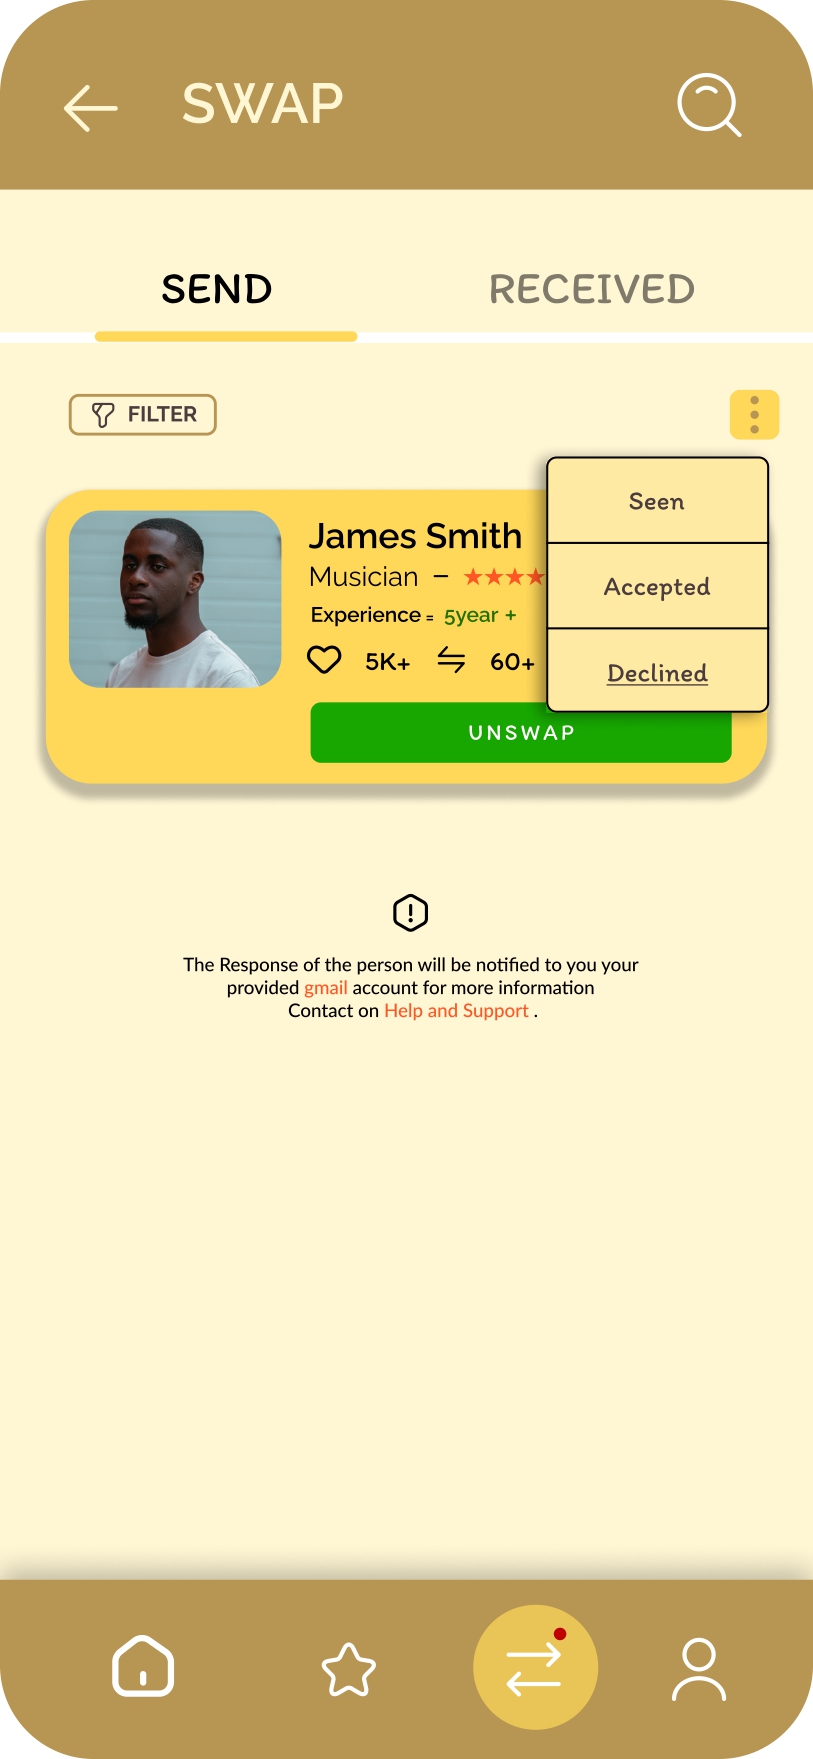 SWAP
SEND
RECEIVED
FILTER
Seen
Accepted
Declined
James Smith
Musician – ★★★★
Experience = 5year +
5K+ 60+
UNSWAP
The Response of the person will be notified to you your
provided gmail account for more information
Contact on Help and Support .